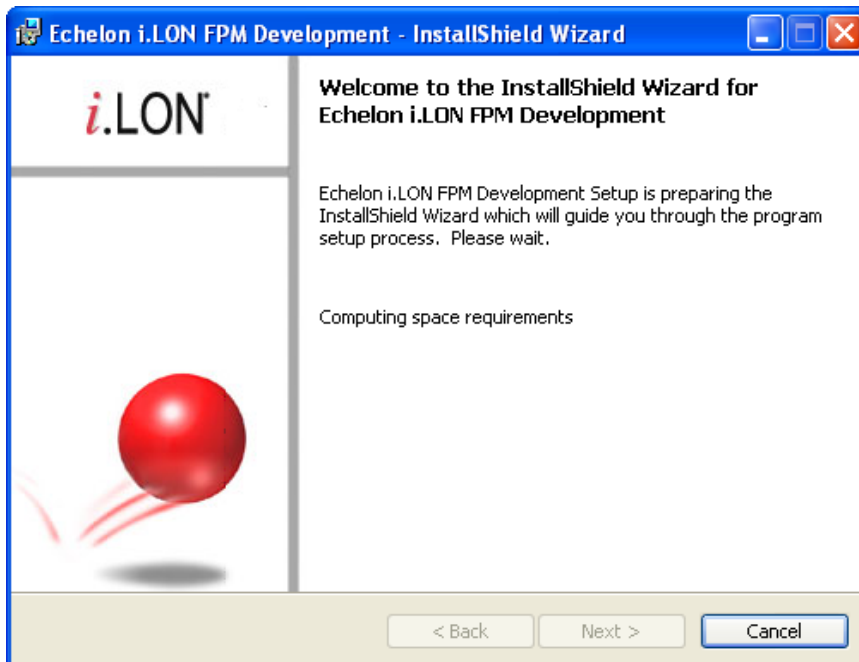 Echelon i.LON FPM Development - InstallShield Wizard
i.LON
Welcome to the InstallShield Wizard for
Echelon i.LON FPM Development
Echelon i.LON FPM Development Setup is preparing the
InstallShield Wizard which will guide you through the program
setup process.  Please wait.
Computing space requirements
< Back
Next >
Cancel